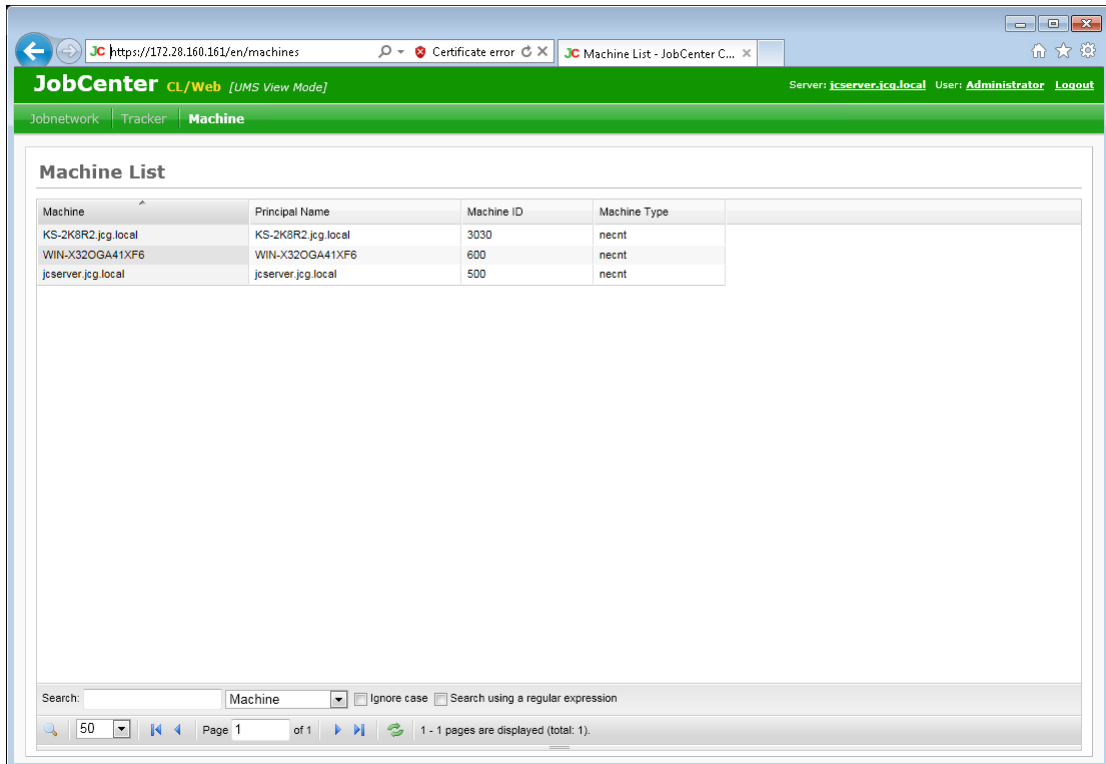 JC https://172.28.160.161/en/machines Certificate error JC Machine List - JobCenter C...
JobCenter CL/Web [UMS View Mode] Server: jcserver.jcg.local User: Administrator Logout
Jobnetwork Tracker Machine
Machine List
Machine Principal Name Machine ID Machine Type
KS-2K8R2.jcg.local KS-2K8R2.jcg.local 3030 necnt
WIN-X32OGA41XF6 WIN-X32OGA41XF6 600 necnt
jcserver.jcg.local jcserver.jcg.local 500 necnt
Search: Machine Ignore case Search using a regular expression
50 Page 1 of 1 1 - 1 pages are displayed (total: 1).